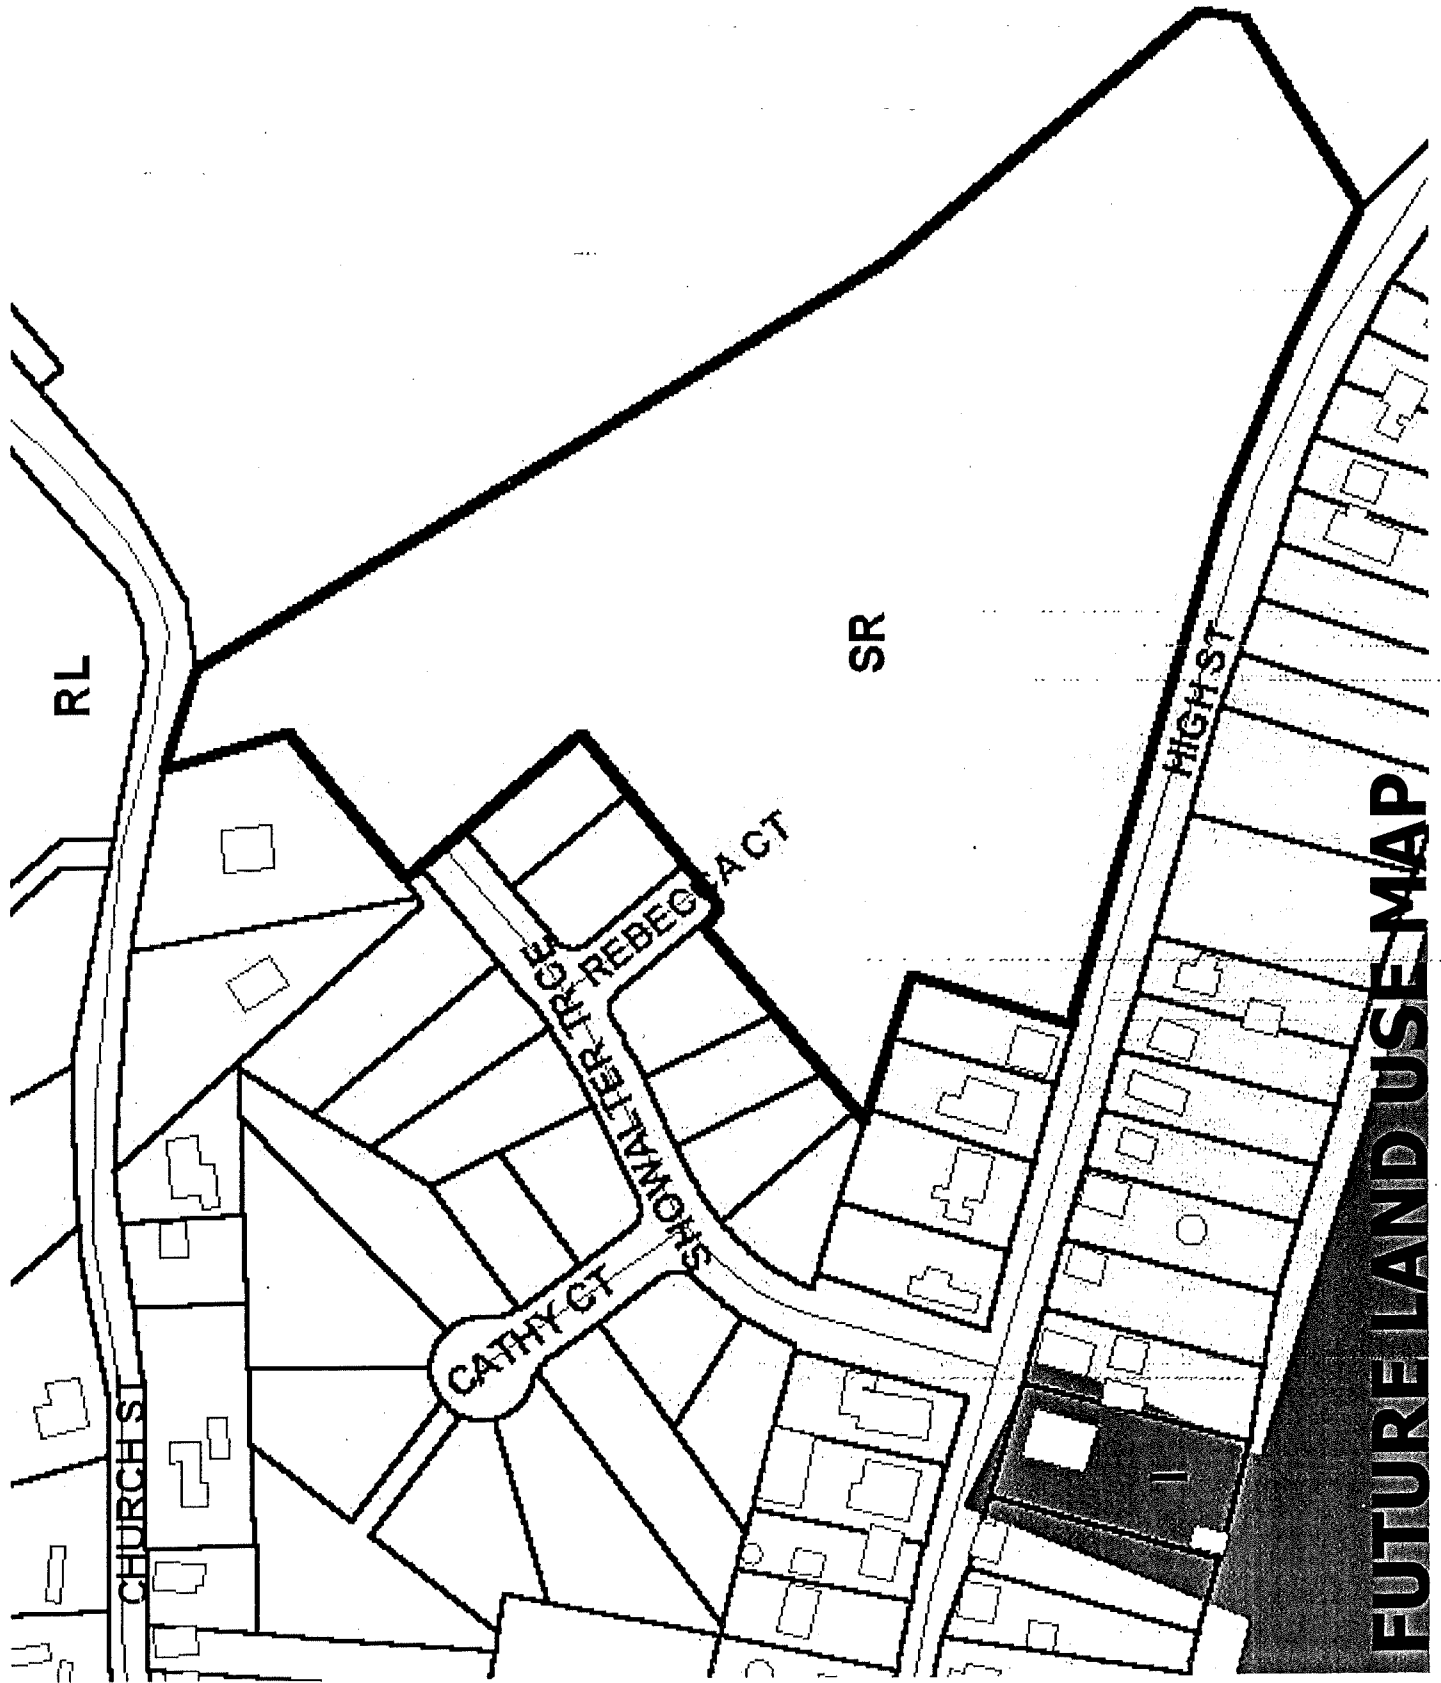 RL
SR
HIGH ST
REBECCA CT
SHOWALTER TRCE
CATHY CT
CHURCH ST
FUTURE LAND USE MAP